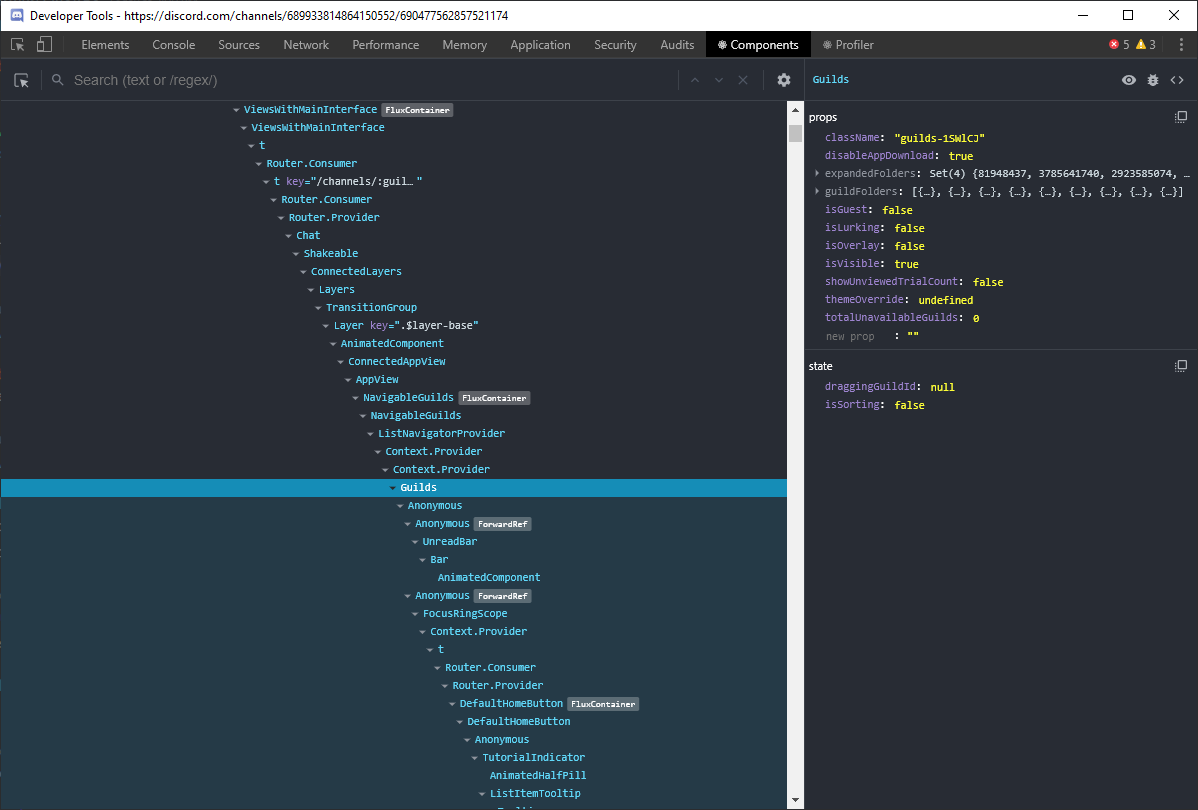 Developer Tools - https://discord.com/channels/689933814864150552/690477562857521174
Elements Console Sources Network Performance Memory Application Security Audits Components Profiler 5 3
Search (text or /regex/)
ViewsWithMainInterface FluxContainer
ViewsWithMainInterface
t
Router.Consumer
t key="/channels/:guil… "
Router.Consumer
Router.Provider
Chat
Shakeable
ConnectedLayers
Layers
TransitionGroup
Layer key=".$layer-base"
AnimatedComponent
ConnectedAppView
AppView
NavigableGuilds FluxContainer
NavigableGuilds
ListNavigatorProvider
Context.Provider
Context.Provider
Guilds
Anonymous
Anonymous ForwardRef
UnreadBar
Bar
AnimatedComponent
Anonymous ForwardRef
FocusRingScope
Context.Provider
t
Router.Consumer
Router.Provider
DefaultHomeButton FluxContainer
DefaultHomeButton
Anonymous
TutorialIndicator
AnimatedHalfPill
ListItemTooltip
Guilds
props
className: "guilds-1SWlCJ"
disableAppDownload: true
expandedFolders: Set(4) {81948437, 3785641740, 2923585074, …
guildFolders: [{…}, {…}, {…}, {…}, {…}, {…}, {…}, {…}, {…}]
isGuest: false
isLurking: false
isOverlay: false
isVisible: true
showUnviewedTrialCount: false
themeOverride: undefined
totalUnavailableGuilds: 0
new prop : ""
state
draggingGuildId: null
isSorting: false